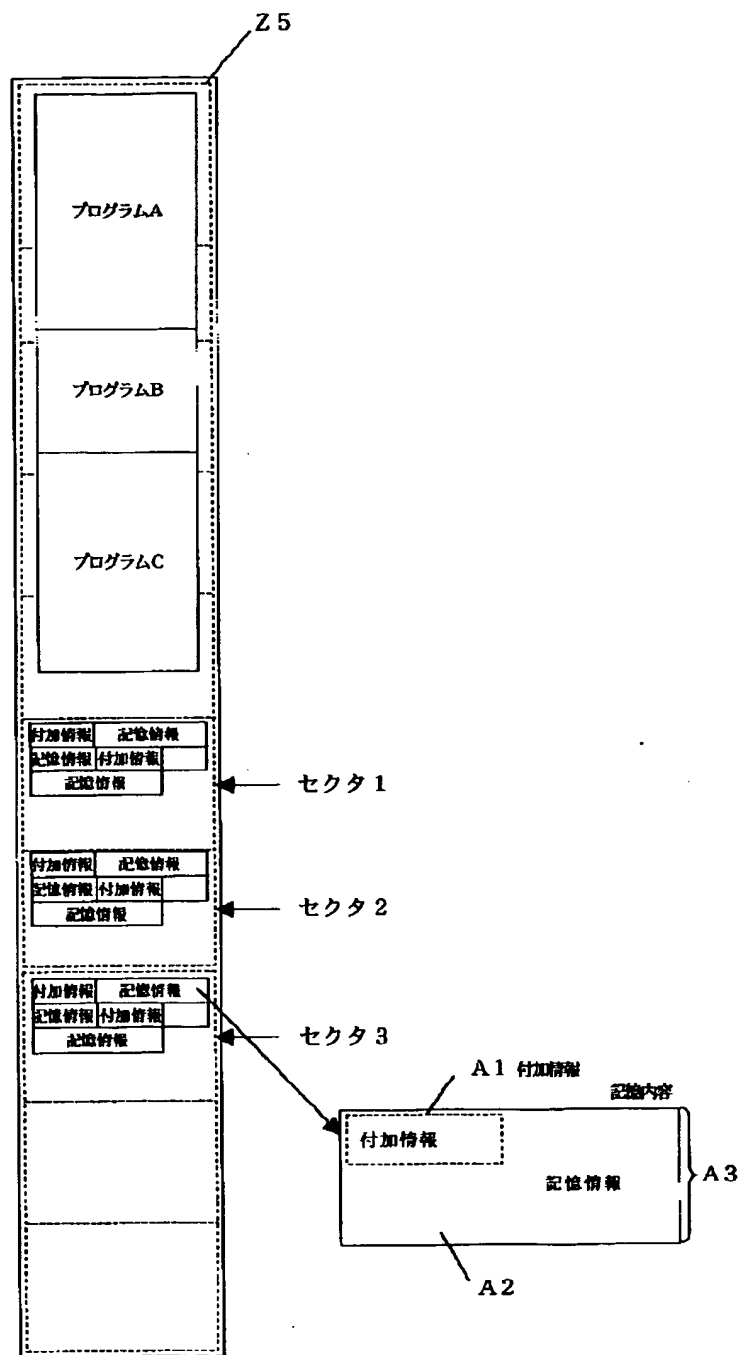 Z5
プログラムA
プログラムB
プログラムC
付加情報 記憶情報
記憶情報 付加情報
記憶情報
セクタ1
付加情報 記憶情報
記憶情報 付加情報
記憶情報
セクタ2
付加情報 記憶情報
記憶情報 付加情報
記憶情報
セクタ3
A1 付加情報
記憶内容
付加情報
記憶情報
A3
A2